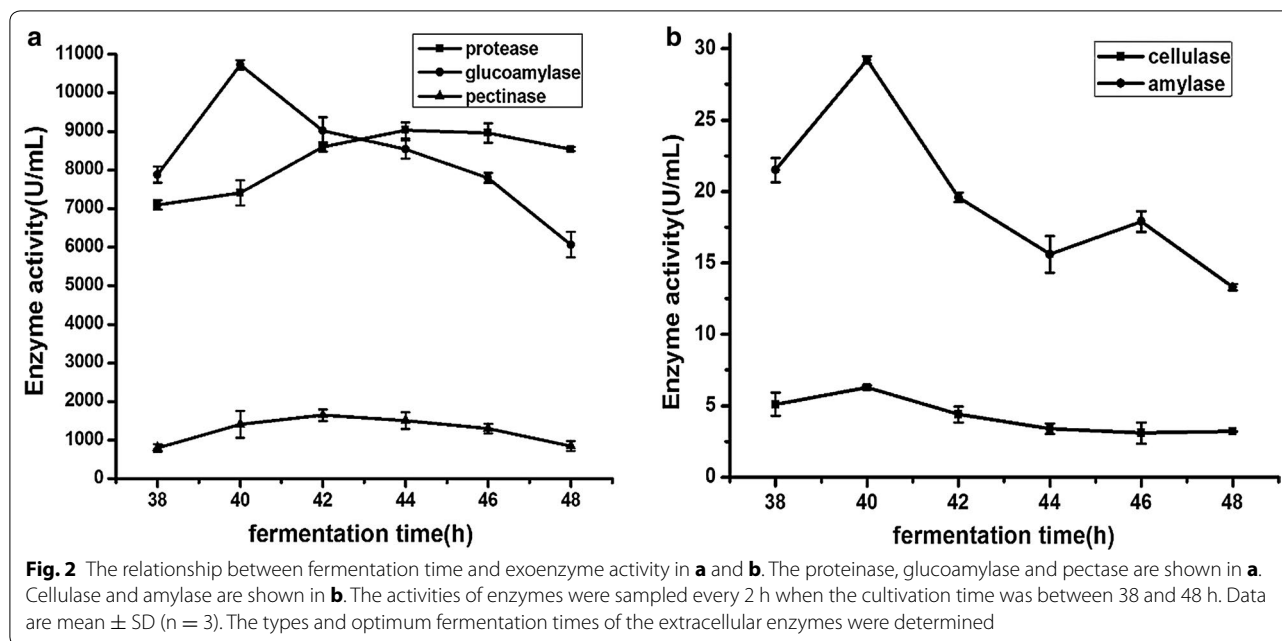 a
protease
glucoamylase
pectinase
11000
10000
9000
8000
7000
6000
5000
4000
3000
2000
1000
0
Enzyme activity(U/mL)
38 40 42 44 46 48
fermentation time(h)
b
cellulase
amylase
30
25
20
15
10
5
0
Enzyme activity(U/mL)
38 40 42 44 46 48
fermentation time(h)
Fig. 2 The relationship between fermentation time and exoenzyme activity in a and b. The proteinase, glucoamylase and pectase are shown in a.
Cellulase and amylase are shown in b. The activities of enzymes were sampled every 2 h when the cultivation time was between 38 and 48 h. Data
are mean ± SD (n = 3). The types and optimum fermentation times of the extracellular enzymes were determined